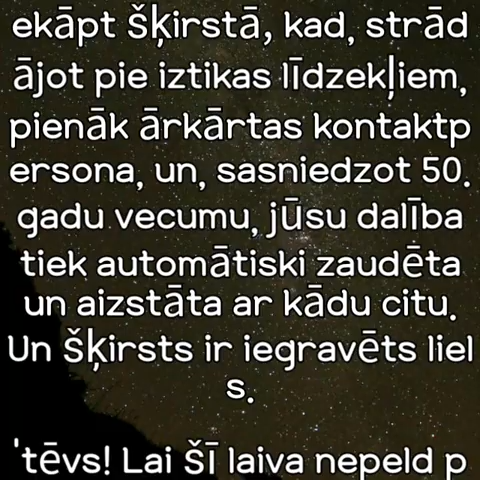 ekāpt šķirstā, kad, strād
ājot pie iztikas līdzekļiem,
pienāk ārkārtas kontaktp
ersona, un, sasniedzot 50.
gadu vecumu, jūsu dalība
tiek automātiski zaudēta
un aizstāta ar kādu citu.
Un šķirsts ir iegravēts liel
s.
'tēvs! Lai šī laiva nepeld p